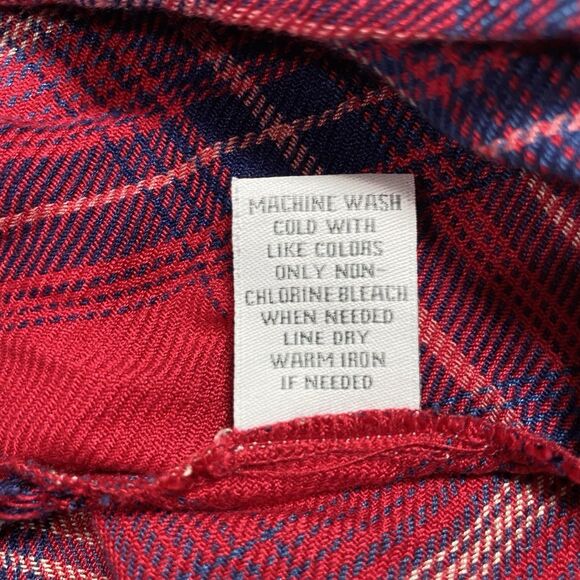 MACHINE WASH
COLD WITH
LIKE COLORS
ONLY NON-
CHLORINE BLEACH
WHEN NEEDED
LINE DRY
WARM IRON
IF NEEDED